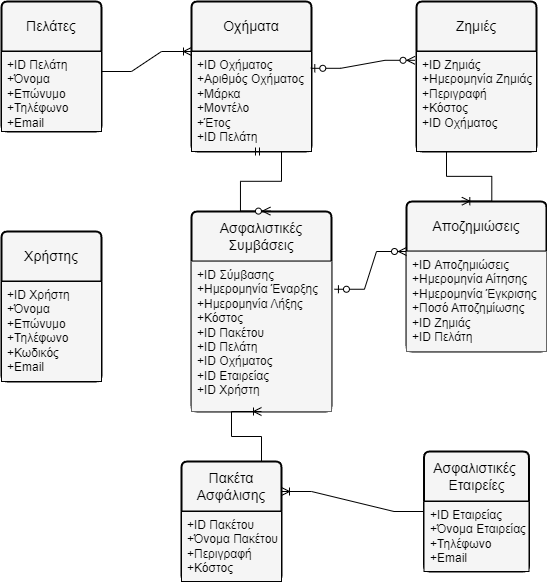 Πελάτες
+ID Πελάτη
+Όνομα
+Επώνυμο
+Τηλέφωνο
+Email
Οχήματα
+ID Οχήματος
+Αριθμός Οχήματος
+Μάρκα
+Μοντέλο
+Έτος
+ID Πελάτη
Ζημιές
+ID Ζημιάς
+Ημερομηνία Ζημιάς
+Περιγραφή
+Κόστος
+ID Οχήματος
Χρήστης
+ID Χρήστη
+Όνομα
+Επώνυμο
+Τηλέφωνο
+Κωδικός
+Email
Ασφαλιστικές
Συμβάσεις
+ID Σύμβασης
+Ημερομηνία Έναρξης
+Ημερομηνία Λήξης
+Κόστος
+ID Πακέτου
+ID Πελάτη
+ID Οχήματος
+ID Εταιρείας
+ID Χρήστη
Αποζημιώσεις
+ID Αποζημιώσεις
+Ημερομηνία Αίτησης
+Ημερομηνία Έγκρισης
+Ποσό Αποζημίωσης
+ID Ζημιάς
+ID Πελάτη
Πακέτα
Ασφάλισης
+ID Πακέτου
+Όνομα Πακέτου
+Περιγραφή
+Κόστος
Ασφαλιστικές
Εταιρείες
+ID Εταιρείας
+Όνομα Εταιρείας
+Τηλέφωνο
+Email